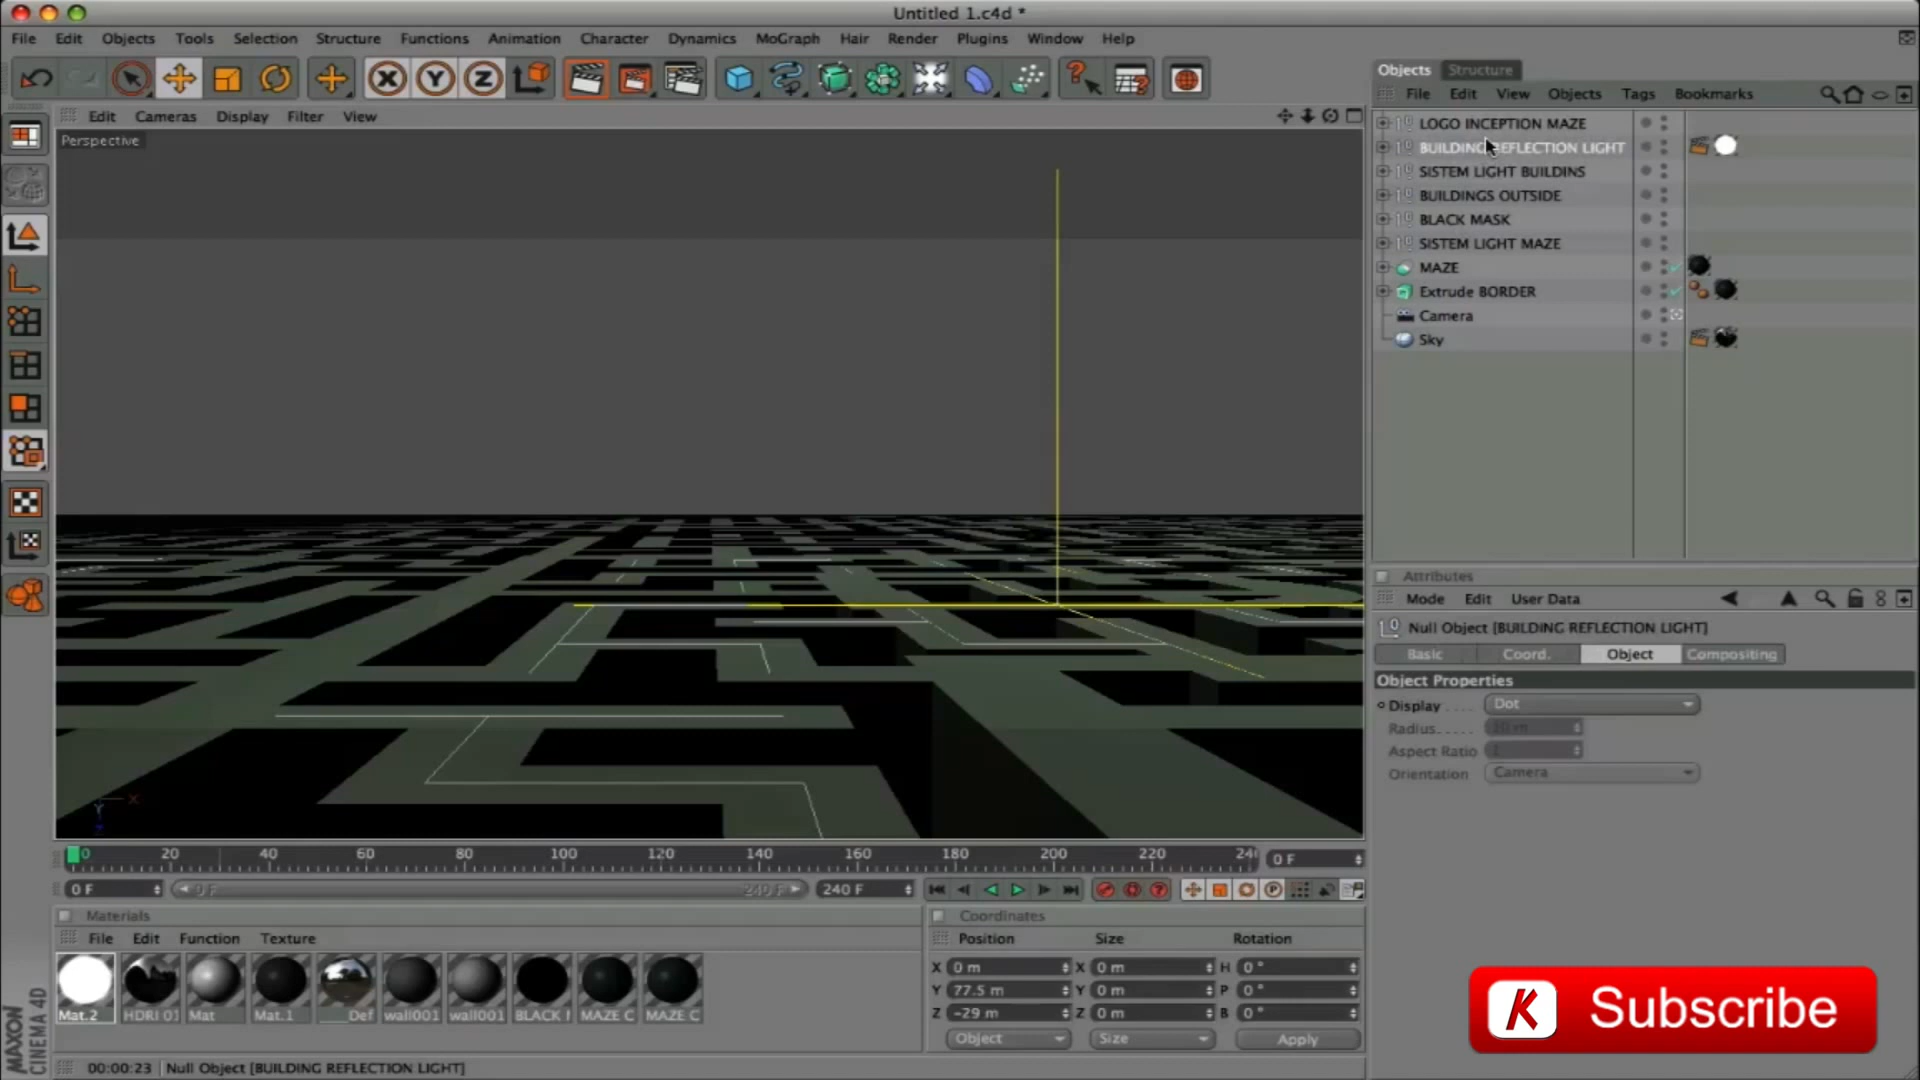 Untitled 1.c4d *
File Edit Objects Tools Selection Structure Functions Animation Character Dynamics MoGraph Hair Render Plugins Window Help
X Y Z
Edit Cameras Display Filter View
Perspective
Objects Structure
File Edit View Objects Tags Bookmarks
LOGO INCEPTION MAZE
BUILDING REFLECTION LIGHT
SISTEM LIGHT BUILDINS
BUILDINGS OUTSIDE
BLACK MASK
SISTEM LIGHT MAZE
MAZE
Extrude BORDER
Camera
Sky
Attributes
Mode Edit User Data
Null Object [BUILDING REFLECTION LIGHT]
Basic Coord. Object Compositing
Object Properties
Display Dot
Radius
Aspect Ratio
Orientation Camera
0 20 40 60 80 100 120 140 160 180 200 220 24 0 F
0 F 0 F 240 F 240 F
Materials
File Edit Function Texture
Mat.2 HDRI 01 Mat Mat.1 ___Def wall001 wall001 BLACK MAZE C MAZE C
Coordinates
Position Size Rotation
X 0 m X 0 m H 0 °
Y 77.5 m Y 0 m P 0 °
Z -29 m Z 0 m B 0 °
Object Size Apply
MAXON
CINEMA 4D
00:00:23 Null Object [BUILDING REFLECTION LIGHT]
K Subscribe